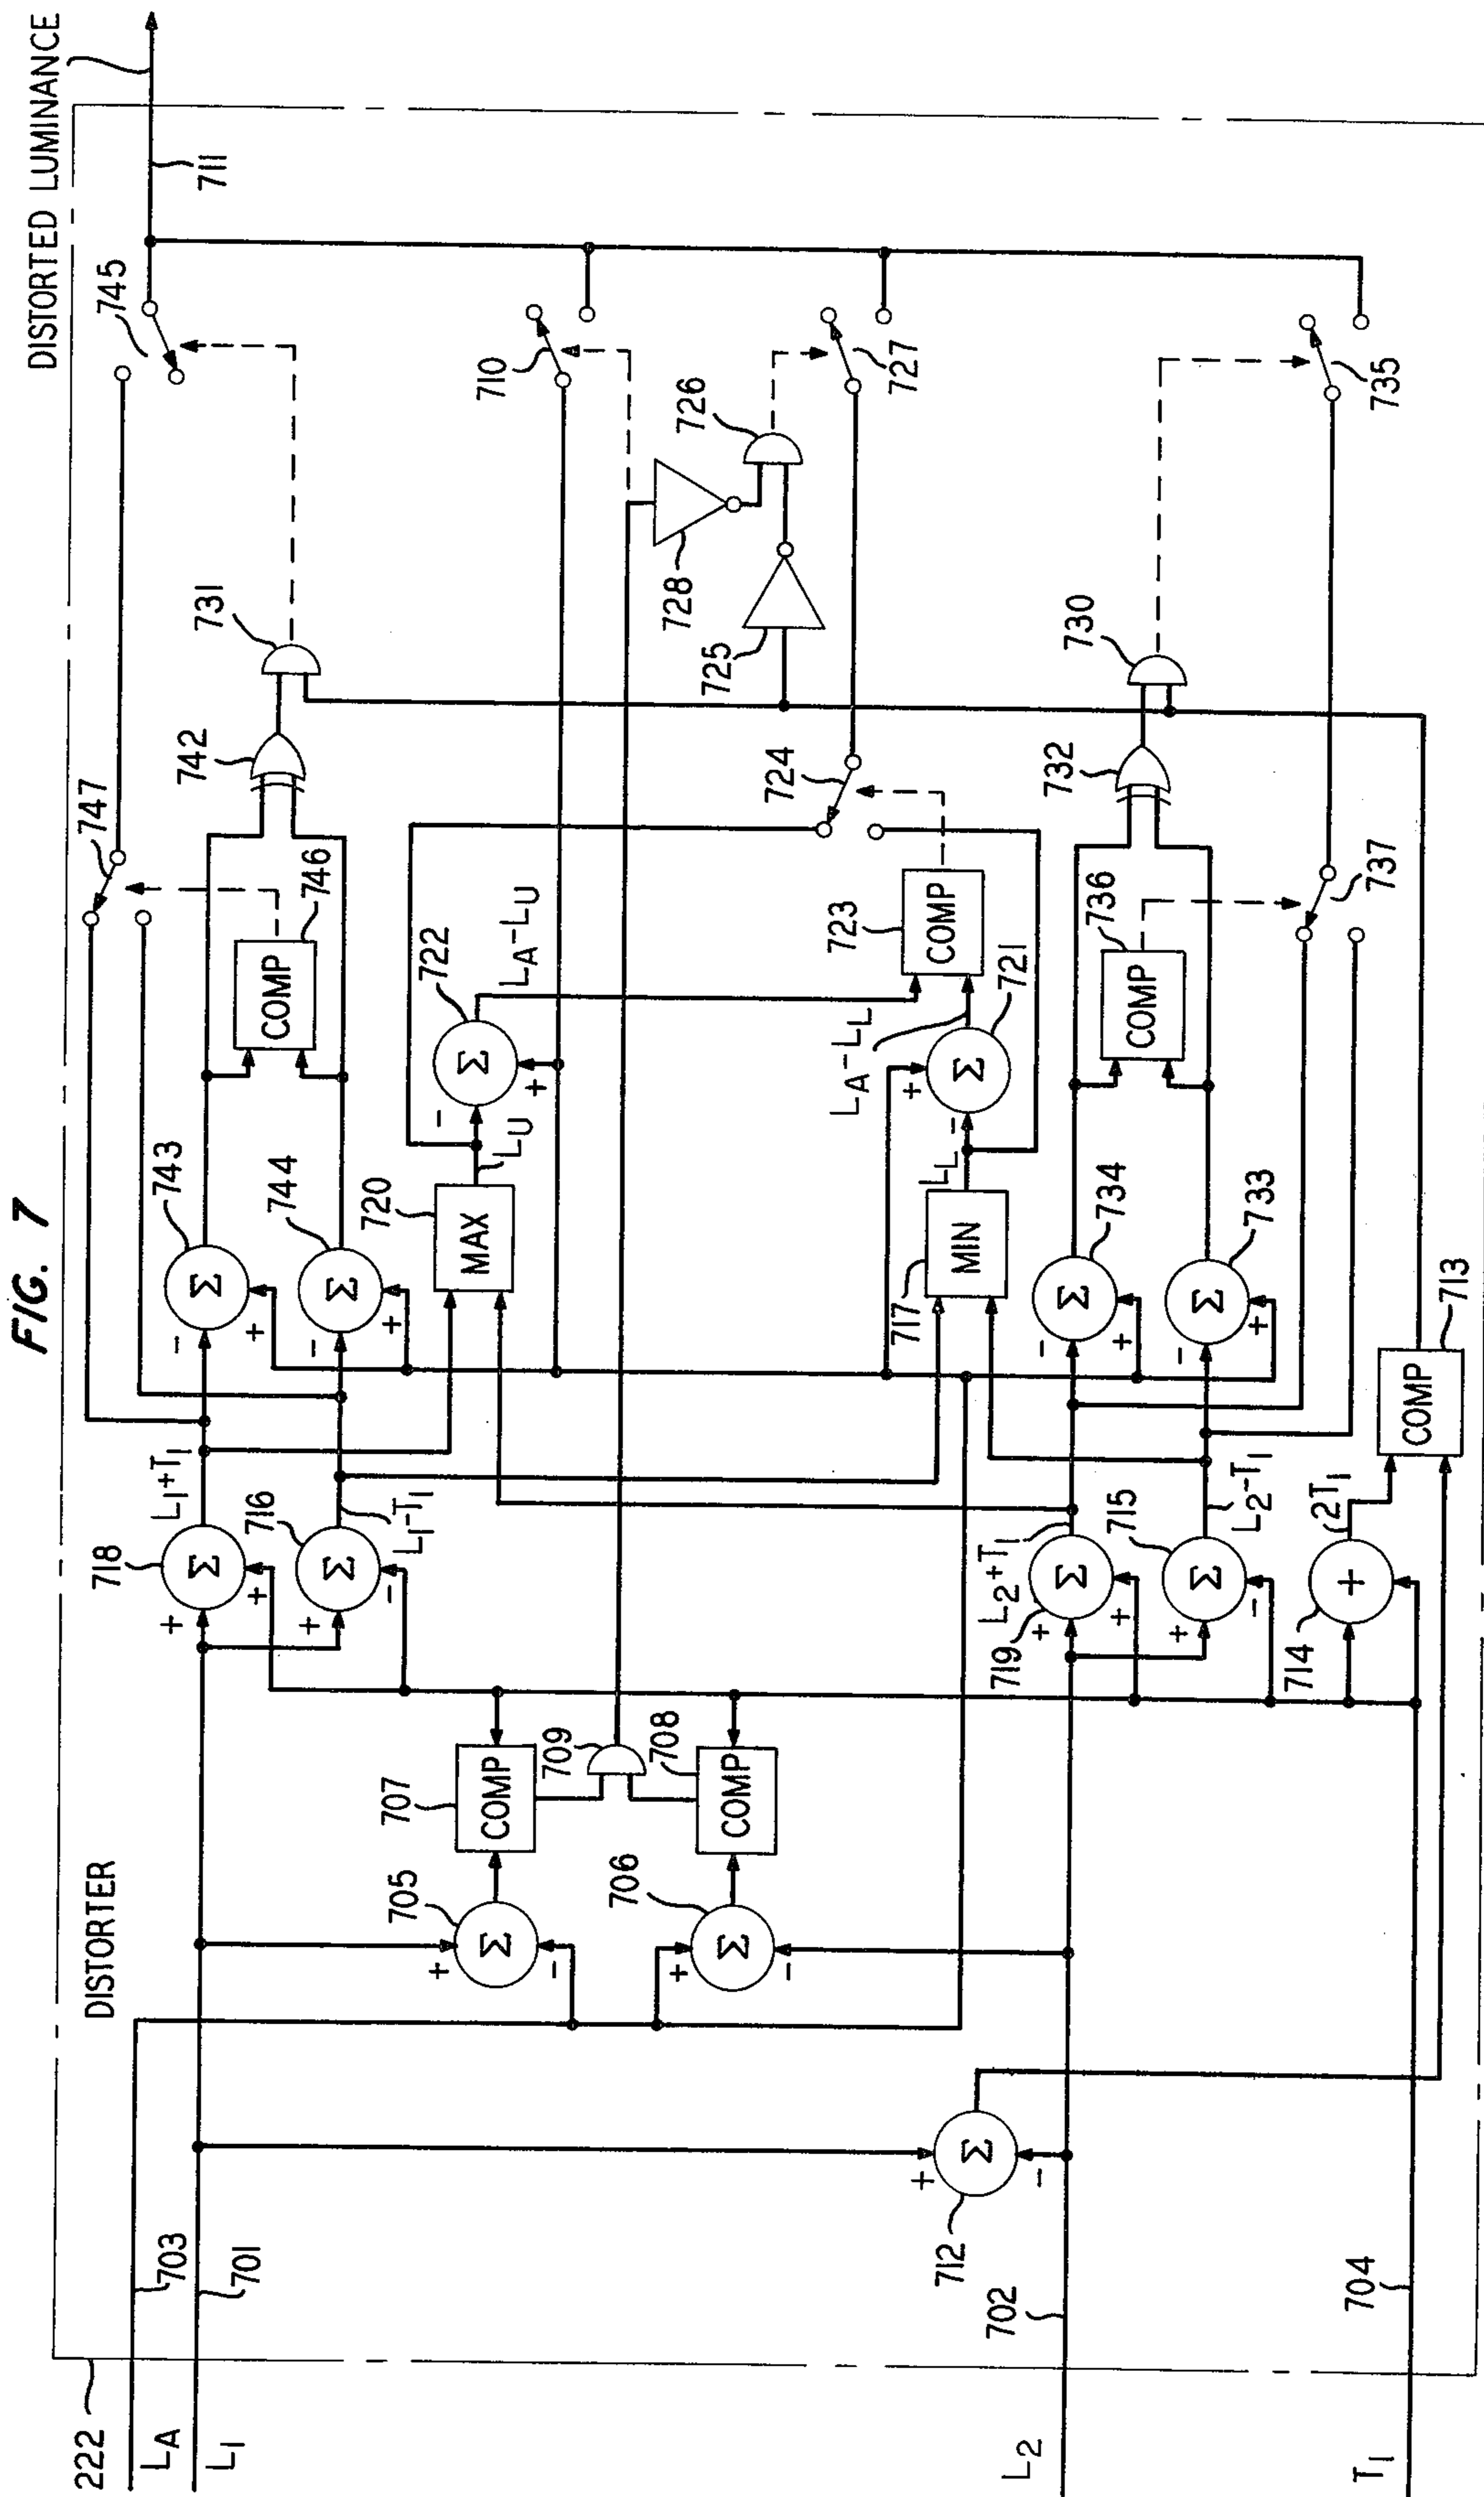 FIG. 7
DISTORTED LUMINANCE
DISTORTER
222
LA
L1
L2
T1
703
701
702
704
712
Σ
+
-
705
Σ
+
-
706
Σ
+
-
707
COMP
708
COMP
709
718
Σ
+
+
L1+T1
716
Σ
+
-
L1-T1
719
Σ
+
+
L2+T1
715
Σ
+
-
L2-T1
714
+
2T1
713
COMP
743
Σ
-
+
744
Σ
-
+
720
MAX
LU
717
MIN
LL
734
Σ
-
+
733
Σ
-
+
722
Σ
-
+
LA-LU
721
Σ
-
+
LA-LL
723
COMP
746
COMP
736
COMP
747
742
724
732
737
731
725
728
726
730
745
710
727
735
711